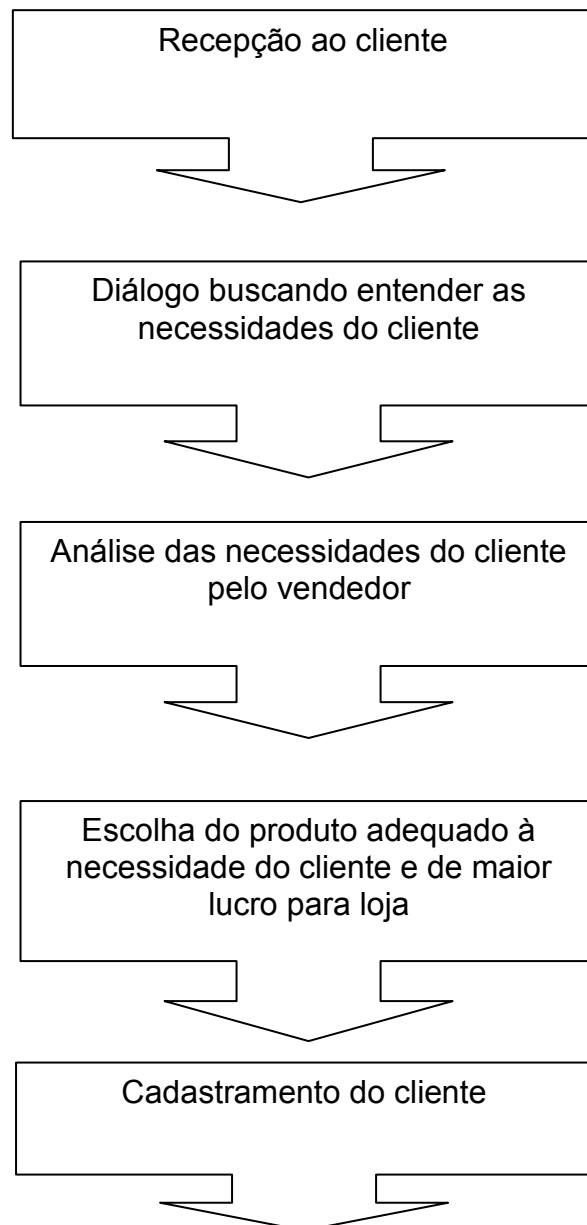 Recepção ao cliente
Diálogo buscando entender as
necessidades do cliente
Análise das necessidades do cliente
pelo vendedor
Escolha do produto adequado à
necessidade do cliente e de maior
lucro para loja
Cadastramento do cliente